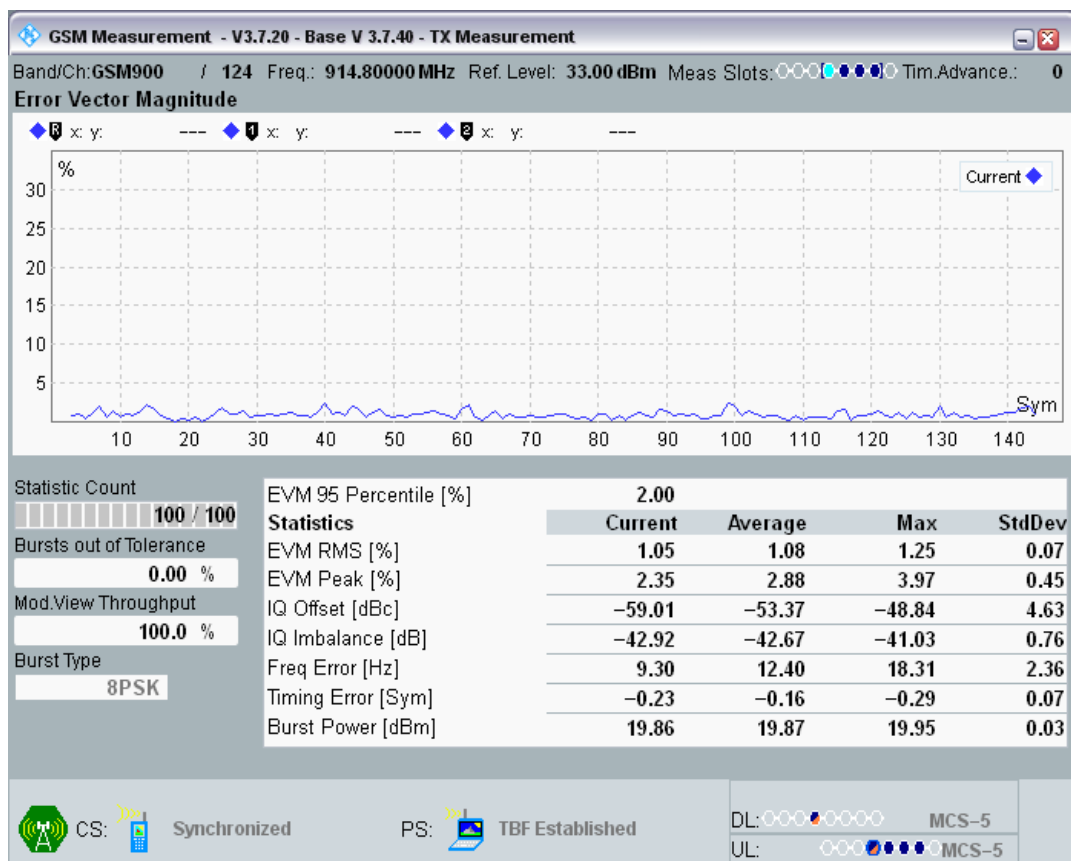 GSM Measurement - V3.7.20 - Base V 3.7.40 - TX Measurement
Band/Ch:GSM900 / 124 Freq.: 914.80000 MHz Ref. Level: 33.00 dBm Meas Slots: Tim.Advance.: 0
Error Vector Magnitude
R x: y: --- 1 x: y: --- 2 x: y: ---
%
Current
30
25
20
15
10
5
Sym
10 20 30 40 50 60 70 80 90 100 110 120 130 140
Statistic Count
100 / 100
Bursts out of Tolerance
0.00 %
Mod.View Throughput
100.0 %
Burst Type
8PSK
EVM 95 Percentile [%] 2.00
Statistics Current Average Max StdDev
EVM RMS [%] 1.05 1.08 1.25 0.07
EVM Peak [%] 2.35 2.88 3.97 0.45
IQ Offset [dBc] −59.01 −53.37 −48.84 4.63
IQ Imbalance [dB] −42.92 −42.67 −41.03 0.76
Freq Error [Hz] 9.30 12.40 18.31 2.36
Timing Error [Sym] −0.23 −0.16 −0.29 0.07
Burst Power [dBm] 19.86 19.87 19.95 0.03
CS: Synchronized PS: TBF Established
DL: MCS−5
UL: MCS−5